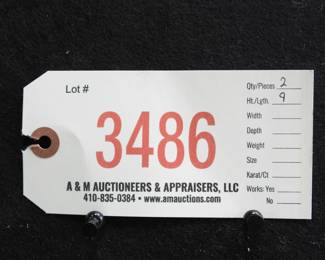 Lot #
3486
A & M AUCTIONEERS & APPRAISERS, LLC
410-835-0384 • www.amauctions.com
Qty/Pieces 2
Ht./Lgth. 9
Width
Depth
Weight
Size
Karat/Ct
Works: Yes
No